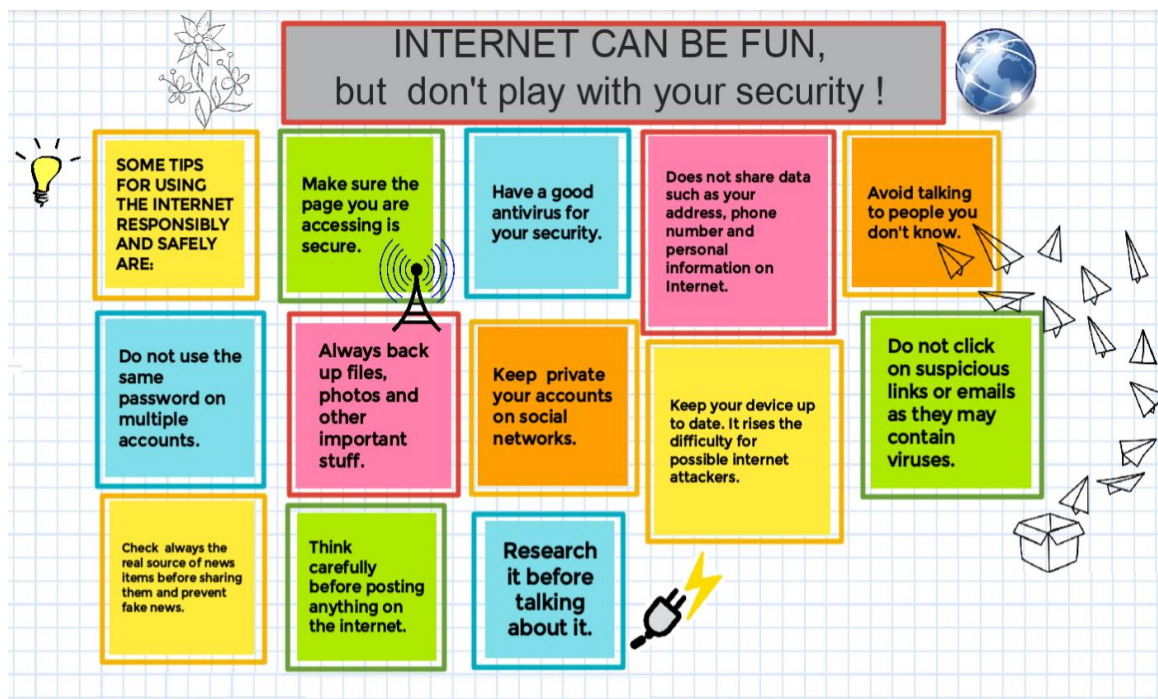 INTERNET CAN BE FUN,
but don't play with your security !
SOME TIPS
FOR USING
THE INTERNET
RESPONSIBLY
AND SAFELY
ARE:
Make sure the
page you are
accessing is
secure.
Have a good
antivirus for
your security.
Does not share data
such as your
address, phone
number and
personal
information on
Internet.
Avoid talking
to people you
don't know.
Do not use the
same
password on
multiple
accounts.
Always back
up files,
photos and
other
important
stuff.
Keep private
your accounts
on social
networks.
Keep your device up
to date. It rises the
difficulty for
possible internet
attackers.
Do not click
on suspicious
links or emails
as they may
contain
viruses.
Check always the
real source of news
items before sharing
them and prevent
fake news.
Think
carefully
before posting
anything on
the internet.
Research
it before
talking
about it.